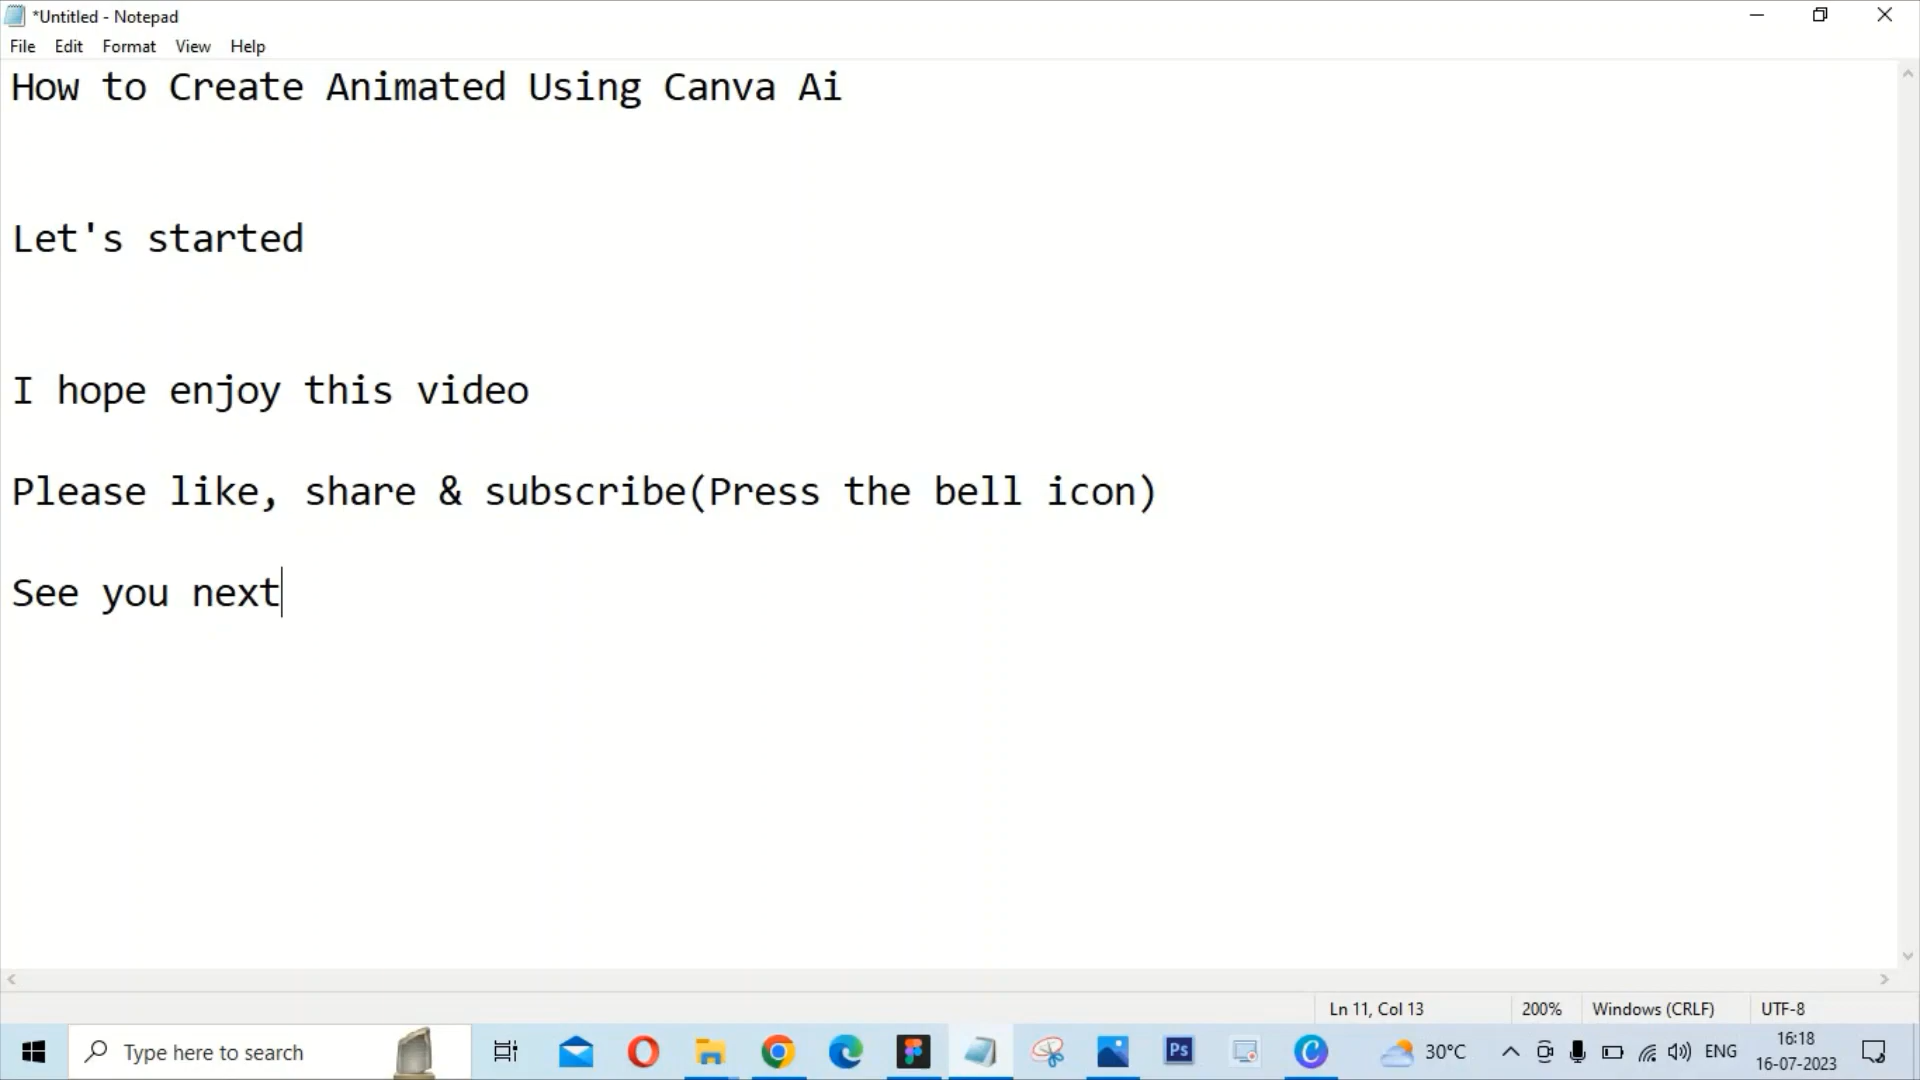 *Untitled - Notepad
File Edit Format View Help
How to Create Animated Using Canva Ai
Let's started
I hope enjoy this video
Please like, share & subscribe(Press the bell icon)
See you next
Ln 11, Col 13 200% Windows (CRLF) UTF-8
Type here to search
Ps
30°C
ENG
16:18
16-07-2023